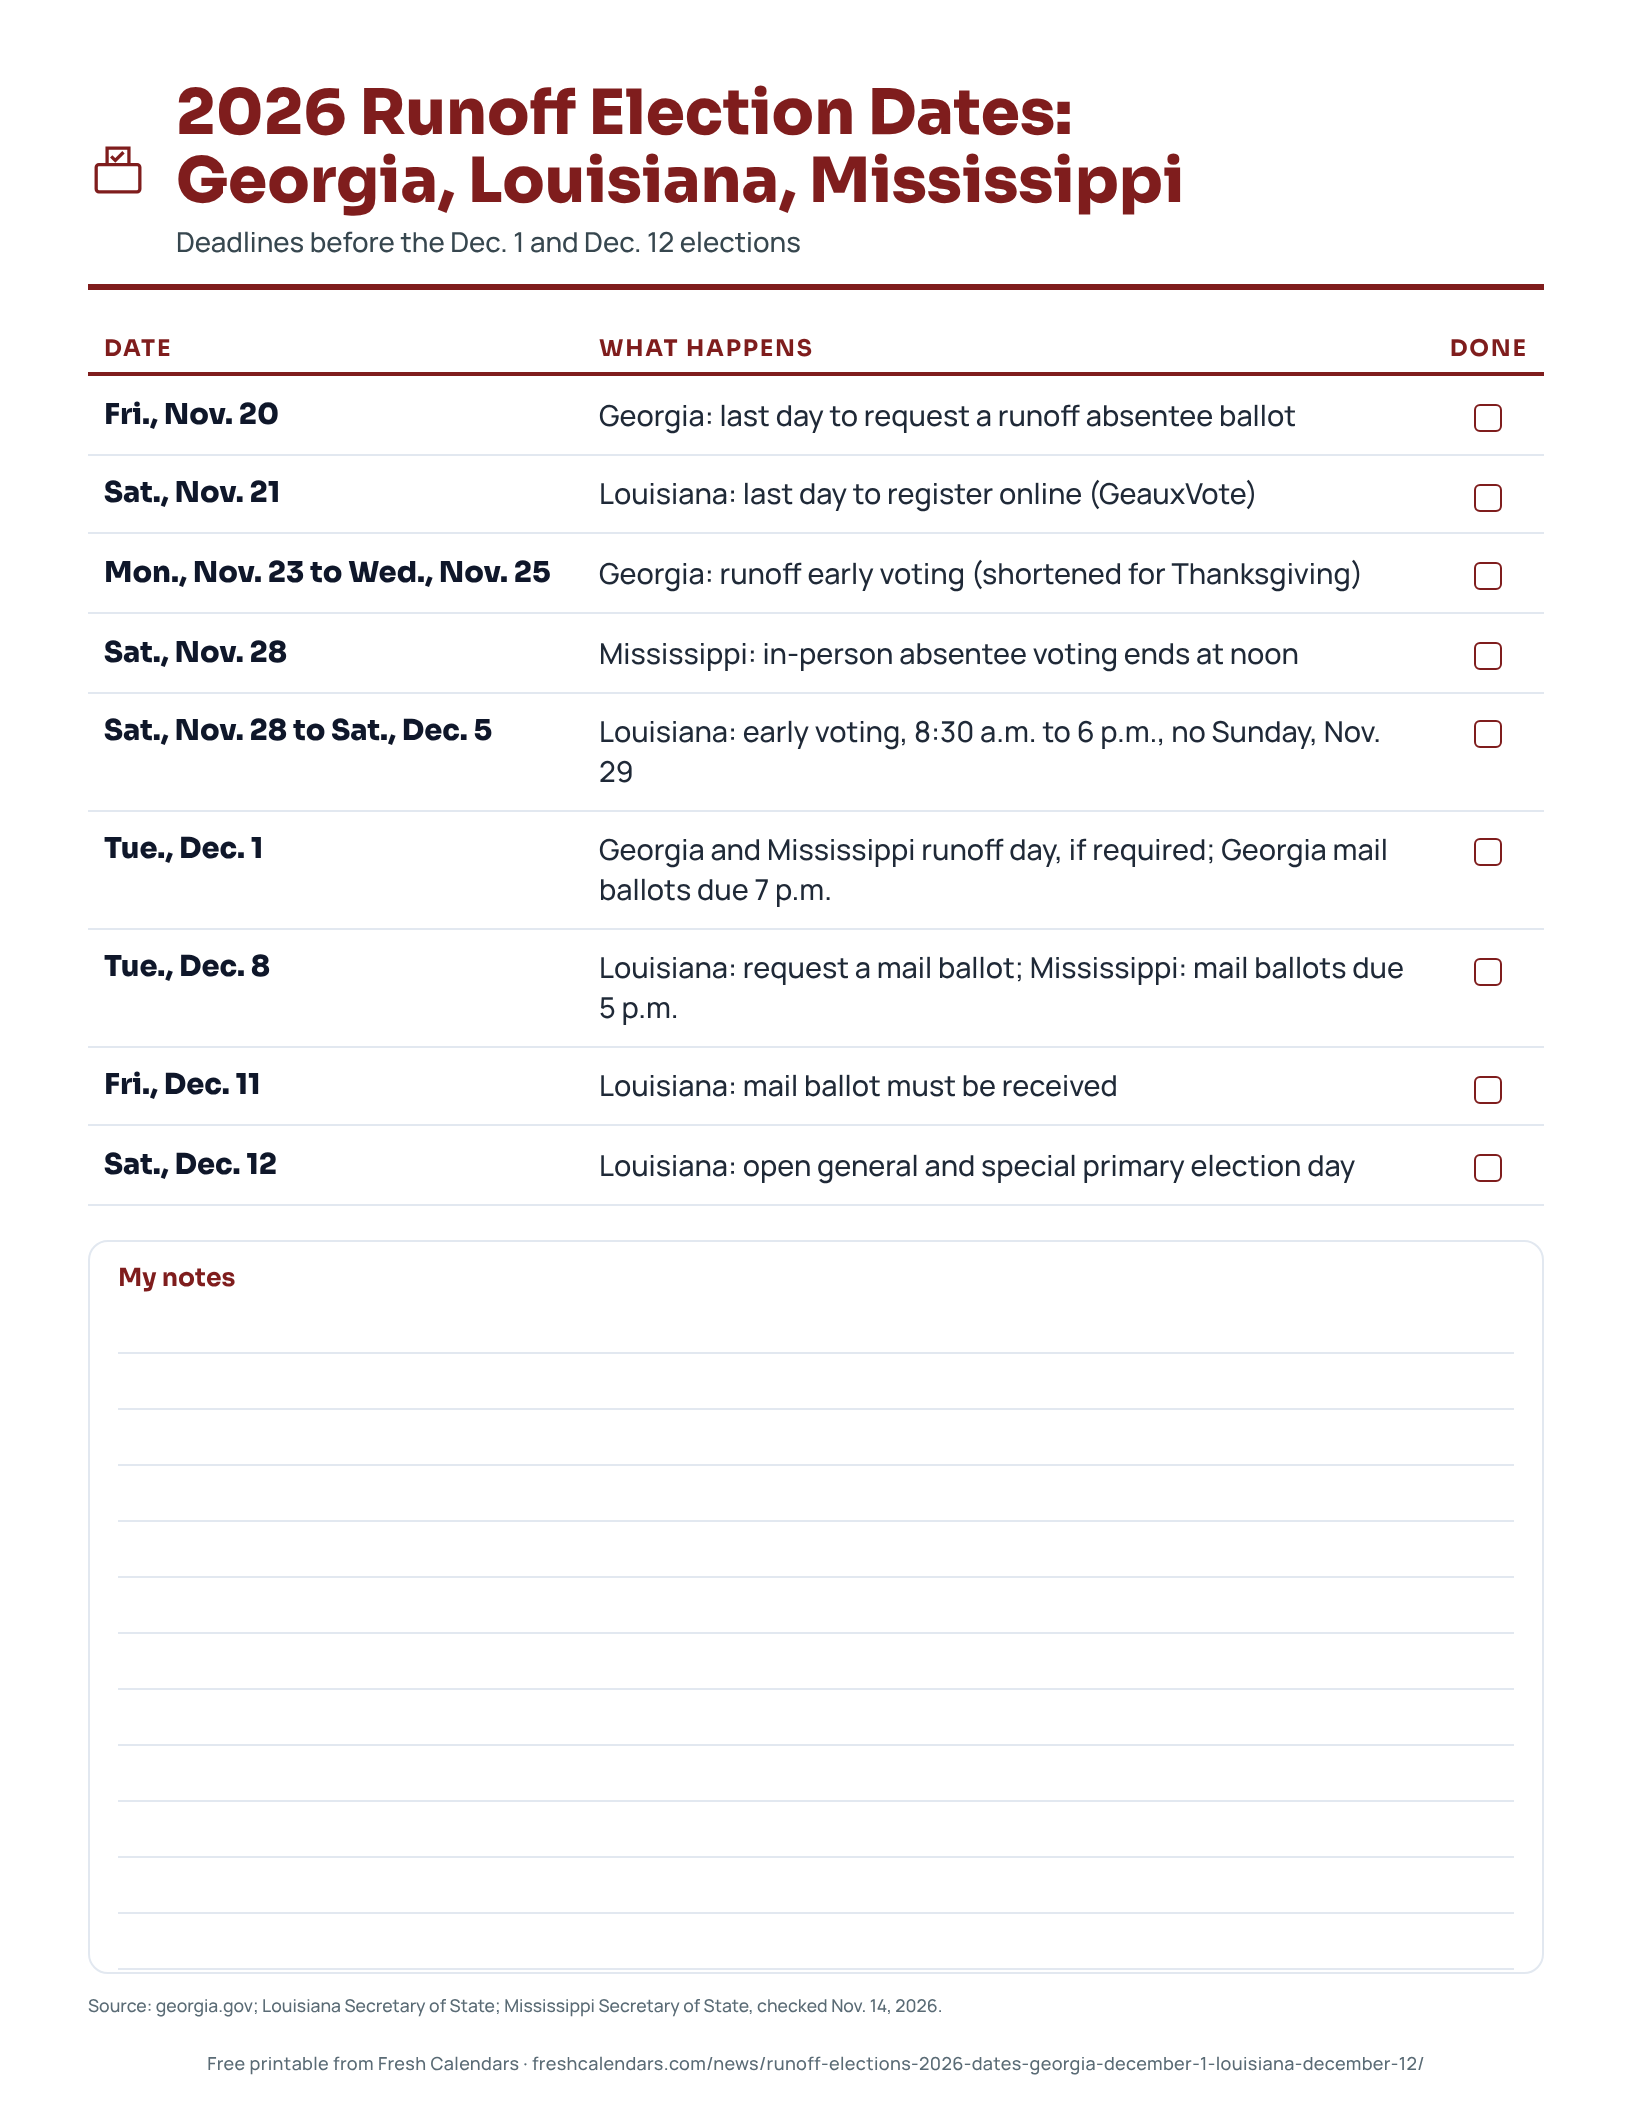 2026 Runoff Election Dates:
Georgia, Louisiana, Mississippi
Deadlines before the Dec. 1 and Dec. 12 elections
DATE WHAT HAPPENS DONE
Fri., Nov. 20 Georgia: last day to request a runoff absentee ballot
Sat., Nov. 21 Louisiana: last day to register online (GeauxVote)
Mon., Nov. 23 to Wed., Nov. 25 Georgia: runoff early voting (shortened for Thanksgiving)
Sat., Nov. 28 Mississippi: in-person absentee voting ends at noon
Sat., Nov. 28 to Sat., Dec. 5 Louisiana: early voting, 8:30 a.m. to 6 p.m., no Sunday, Nov.
29
Tue., Dec. 1 Georgia and Mississippi runoff day, if required; Georgia mail
ballots due 7 p.m.
Tue., Dec. 8 Louisiana: request a mail ballot; Mississippi: mail ballots due
5 p.m.
Fri., Dec. 11 Louisiana: mail ballot must be received
Sat., Dec. 12 Louisiana: open general and special primary election day
My notes
Source: georgia.gov; Louisiana Secretary of State; Mississippi Secretary of State, checked Nov. 14, 2026.
Free printable from Fresh Calendars · freshcalendars.com/news/runoff-elections-2026-dates-georgia-december-1-louisiana-december-12/